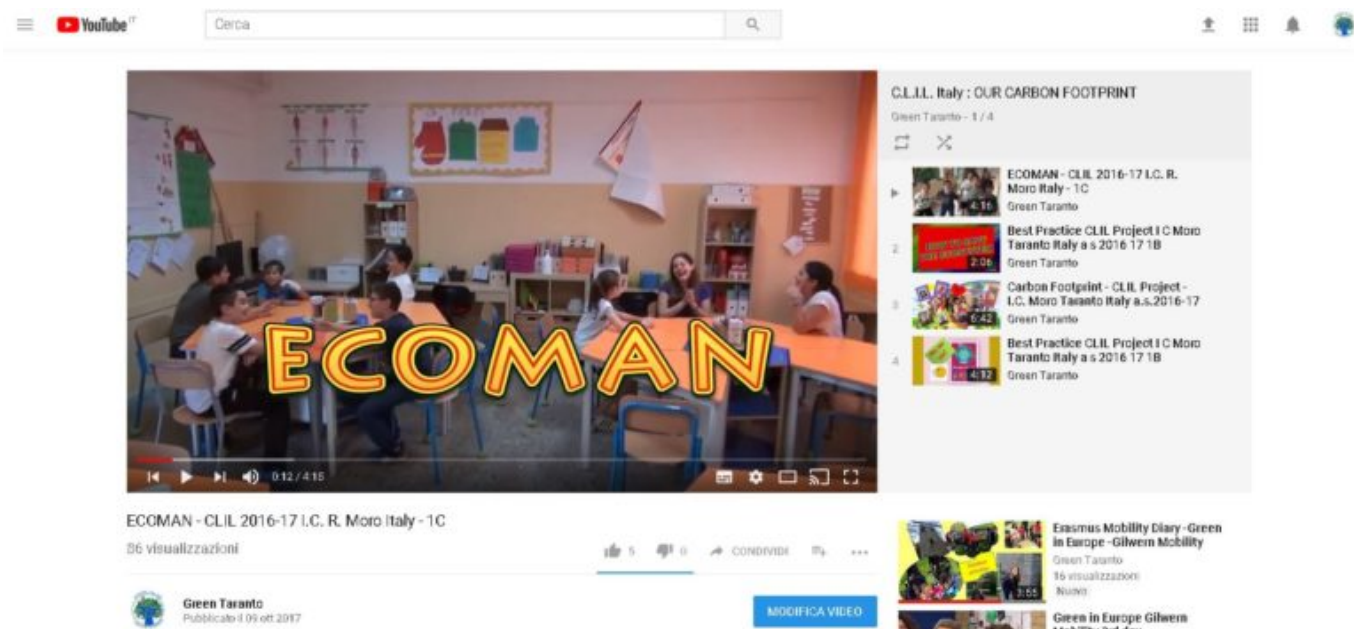 YouTube IT
Cerca
ECOMAN
0:12 / 4:15
C.L.I.L. Italy : OUR CARBON FOOTPRINT
Green Taranto - 1 / 4
ECOMAN - CLIL 2016-17 I.C. R.
Moro Italy - 1C
Green Taranto
4:16
2
Best Practice CLIL Project I C Moro
Taranto Italy a s 2016 17 1B
Green Taranto
2:06
3
Carbon Footprint - CLIL Project -
I.C. Moro Taranto Italy a.s.2016-17
Green Taranto
6:42
4
Best Practice CLIL Project I C Moro
Taranto Italy a s 2016 17 1B
Green Taranto
4:12
ECOMAN - CLIL 2016-17 I.C. R. Moro Italy - 1C
86 visualizzazioni
5
0
CONDIVIDI
Green Taranto
Pubblicato il 09 ott 2017
MODIFICA VIDEO
Erasmus Mobility Diary -Green
in Europe -Gilwern Mobility
Green Taranto
16 visualizzazioni
Nuovo
3:55
Green in Europe Gilwern